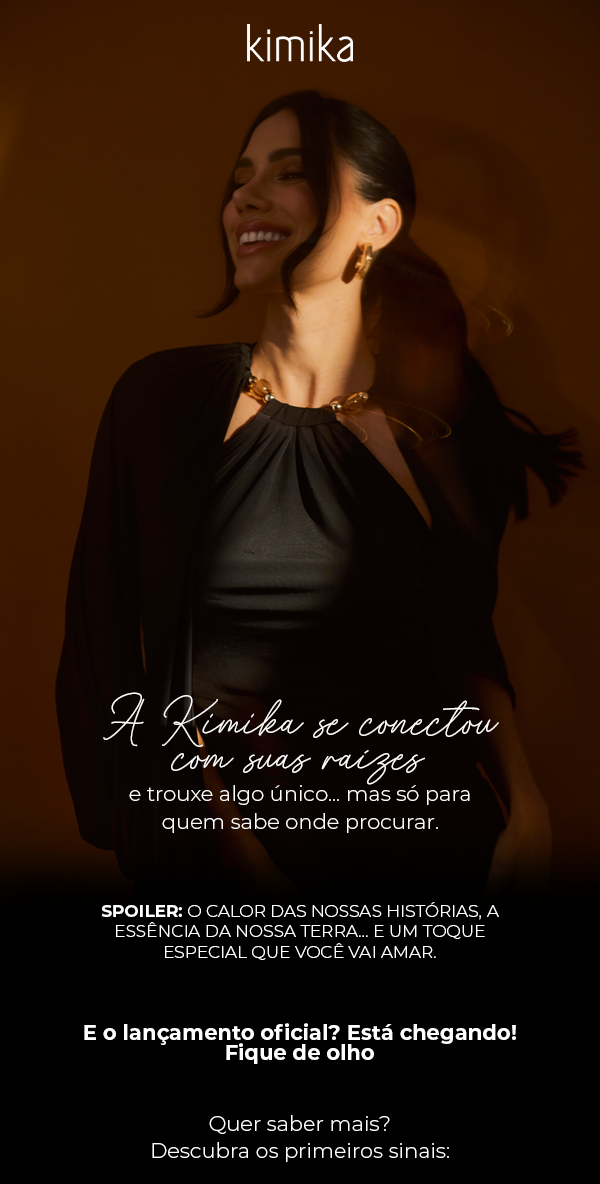 kimika
A Kimika se conectou
com suas raízes
e trouxe algo único... mas só para
quem sabe onde procurar.
SPOILER: O CALOR DAS NOSSAS HISTÓRIAS, A
ESSÊNCIA DA NOSSA TERRA... E UM TOQUE
ESPECIAL QUE VOCÊ VAI AMAR.
E o lançamento oficial? Está chegando!
Fique de olho
Quer saber mais?
Descubra os primeiros sinais: